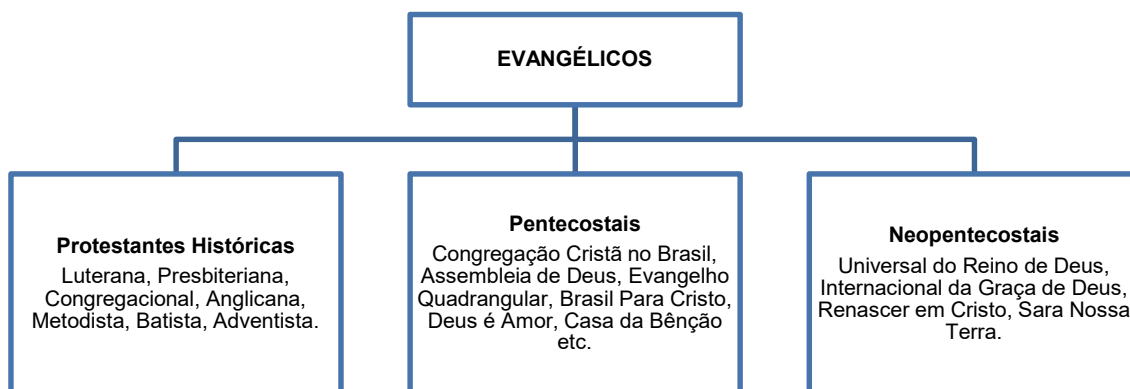 EVANGÉLICOS
Protestantes Históricas
Luterana, Presbiteriana,
Congregacional, Anglicana,
Metodista, Batista, Adventista.
Pentecostais
Congregação Cristã no Brasil,
Assembleia de Deus, Evangelho
Quadrangular, Brasil Para Cristo,
Deus é Amor, Casa da Bênção
etc.
Neopentecostais
Universal do Reino de Deus,
Internacional da Graça de Deus,
Renascer em Cristo, Sara Nossa
Terra.